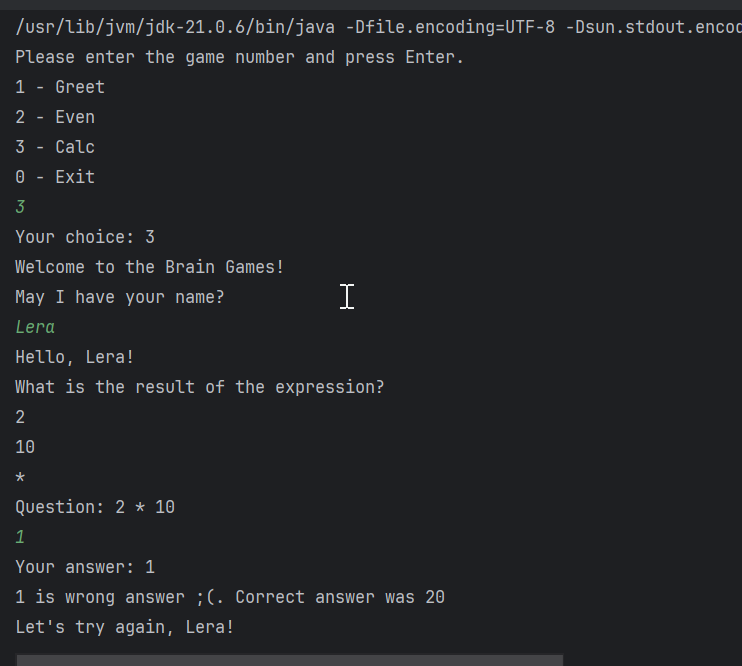 /usr/lib/jvm/jdk-21.0.6/bin/java -Dfile.encoding=UTF-8 -Dsun.stdout.encod
Please enter the game number and press Enter.
1 - Greet
2 - Even
3 - Calc
0 - Exit
3
Your choice: 3
Welcome to the Brain Games!
May I have your name?
Lera
Hello, Lera!
What is the result of the expression?
2
10
*
Question: 2 * 10
1
Your answer: 1
1 is wrong answer ;(. Correct answer was 20
Let's try again, Lera!